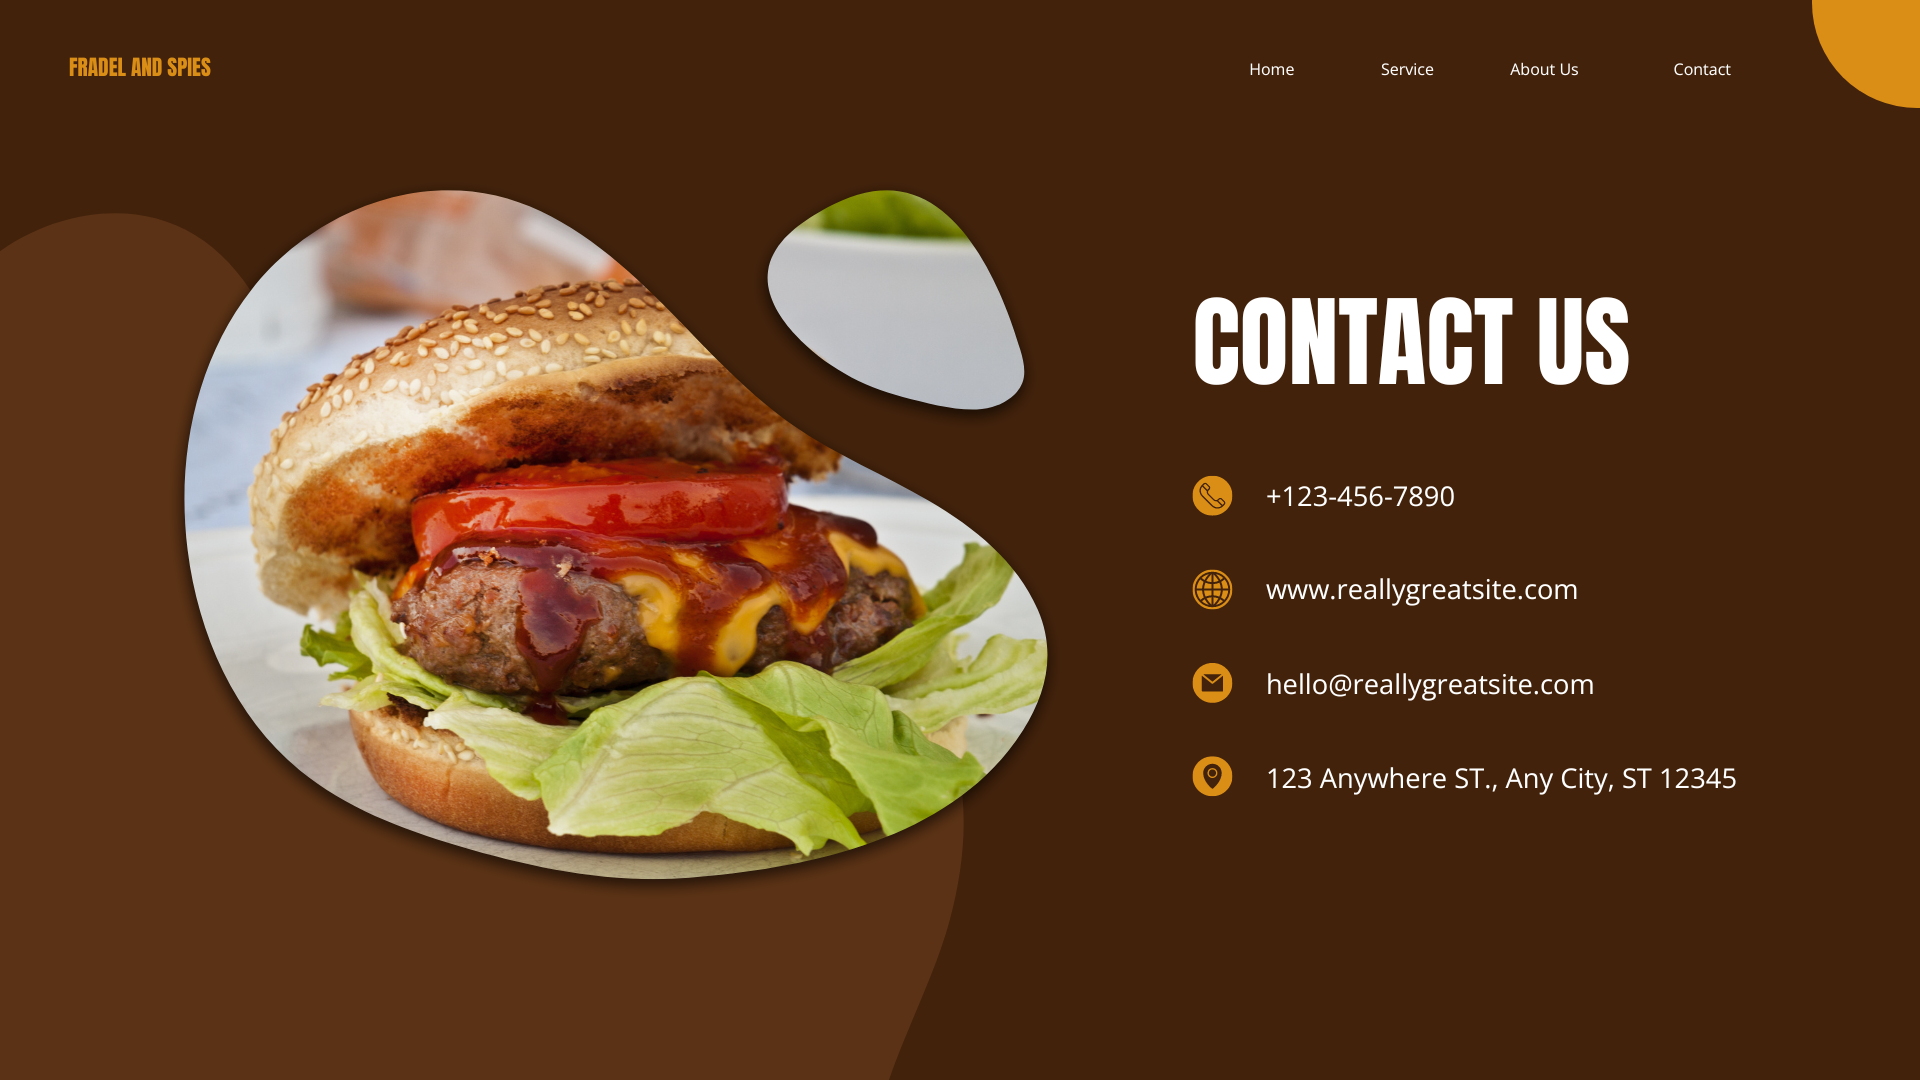 FRADEL AND SPIES
Home Service About Us Contact
CONTACT US
+123-456-7890
www.reallygreatsite.com
hello@reallygreatsite.com
123 Anywhere ST., Any City, ST 12345